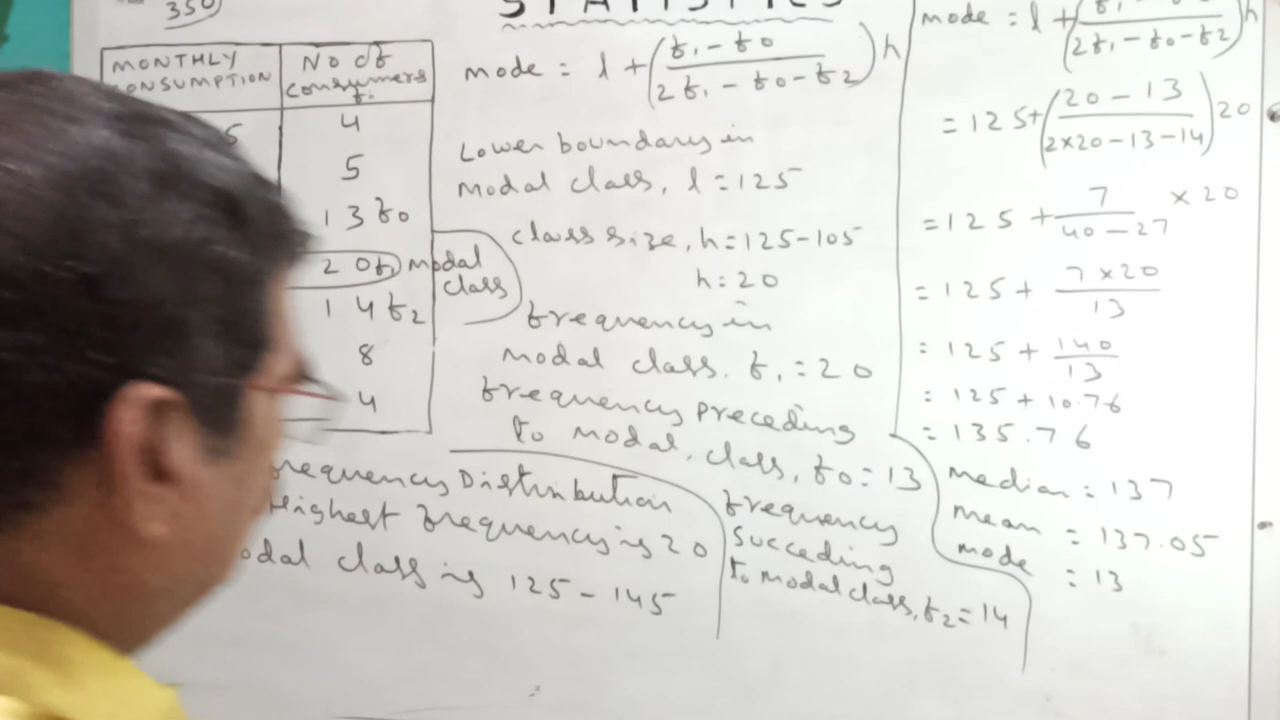 350
STATISTICS
MONTHLY
CONSUMPTION
No of
consumers
fi
5
4
5
13 f0
20 f1 modal
class
14 f2
8
4
frequency Distribution
Highest frequency is 20
modal class is 125 - 145
mode = l + ( f1 - f0 / 2f1 - f0 - f2 ) h
Lower boundary in
modal class, l = 125
class size, h = 125-105
h = 20
frequency in
modal class. f1 = 20
frequency preceding
to modal, class, f0 = 13
frequency
succeding
to modal class, f2 = 14
mode = l + ( f1 - f0 / 2f1 - f0 - f2 ) h
= 125 + ( 20 - 13 / 2×20 - 13 - 14 ) 20
= 125 + 7 / 40 - 27 × 20
= 125 + 7 × 20 / 13
= 125 + 140 / 13
= 125 + 10.76
= 135.76
median = 137
mean = 137.05
mode = 13